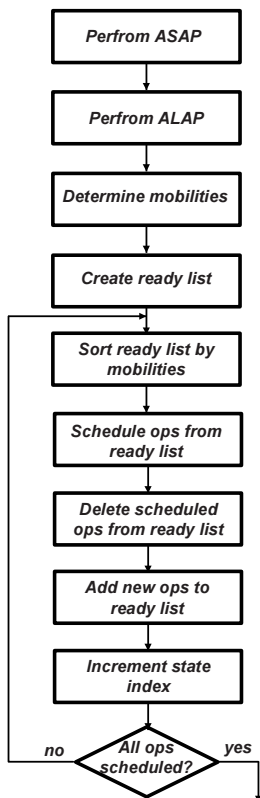 Perfrom ASAP
Perfrom ALAP
Determine mobilities
Create ready list
Sort ready list by
mobilities
Schedule ops from
ready list
Delete scheduled
ops from ready list
Add new ops to
ready list
Increment state
index
no
All ops
scheduled?
yes